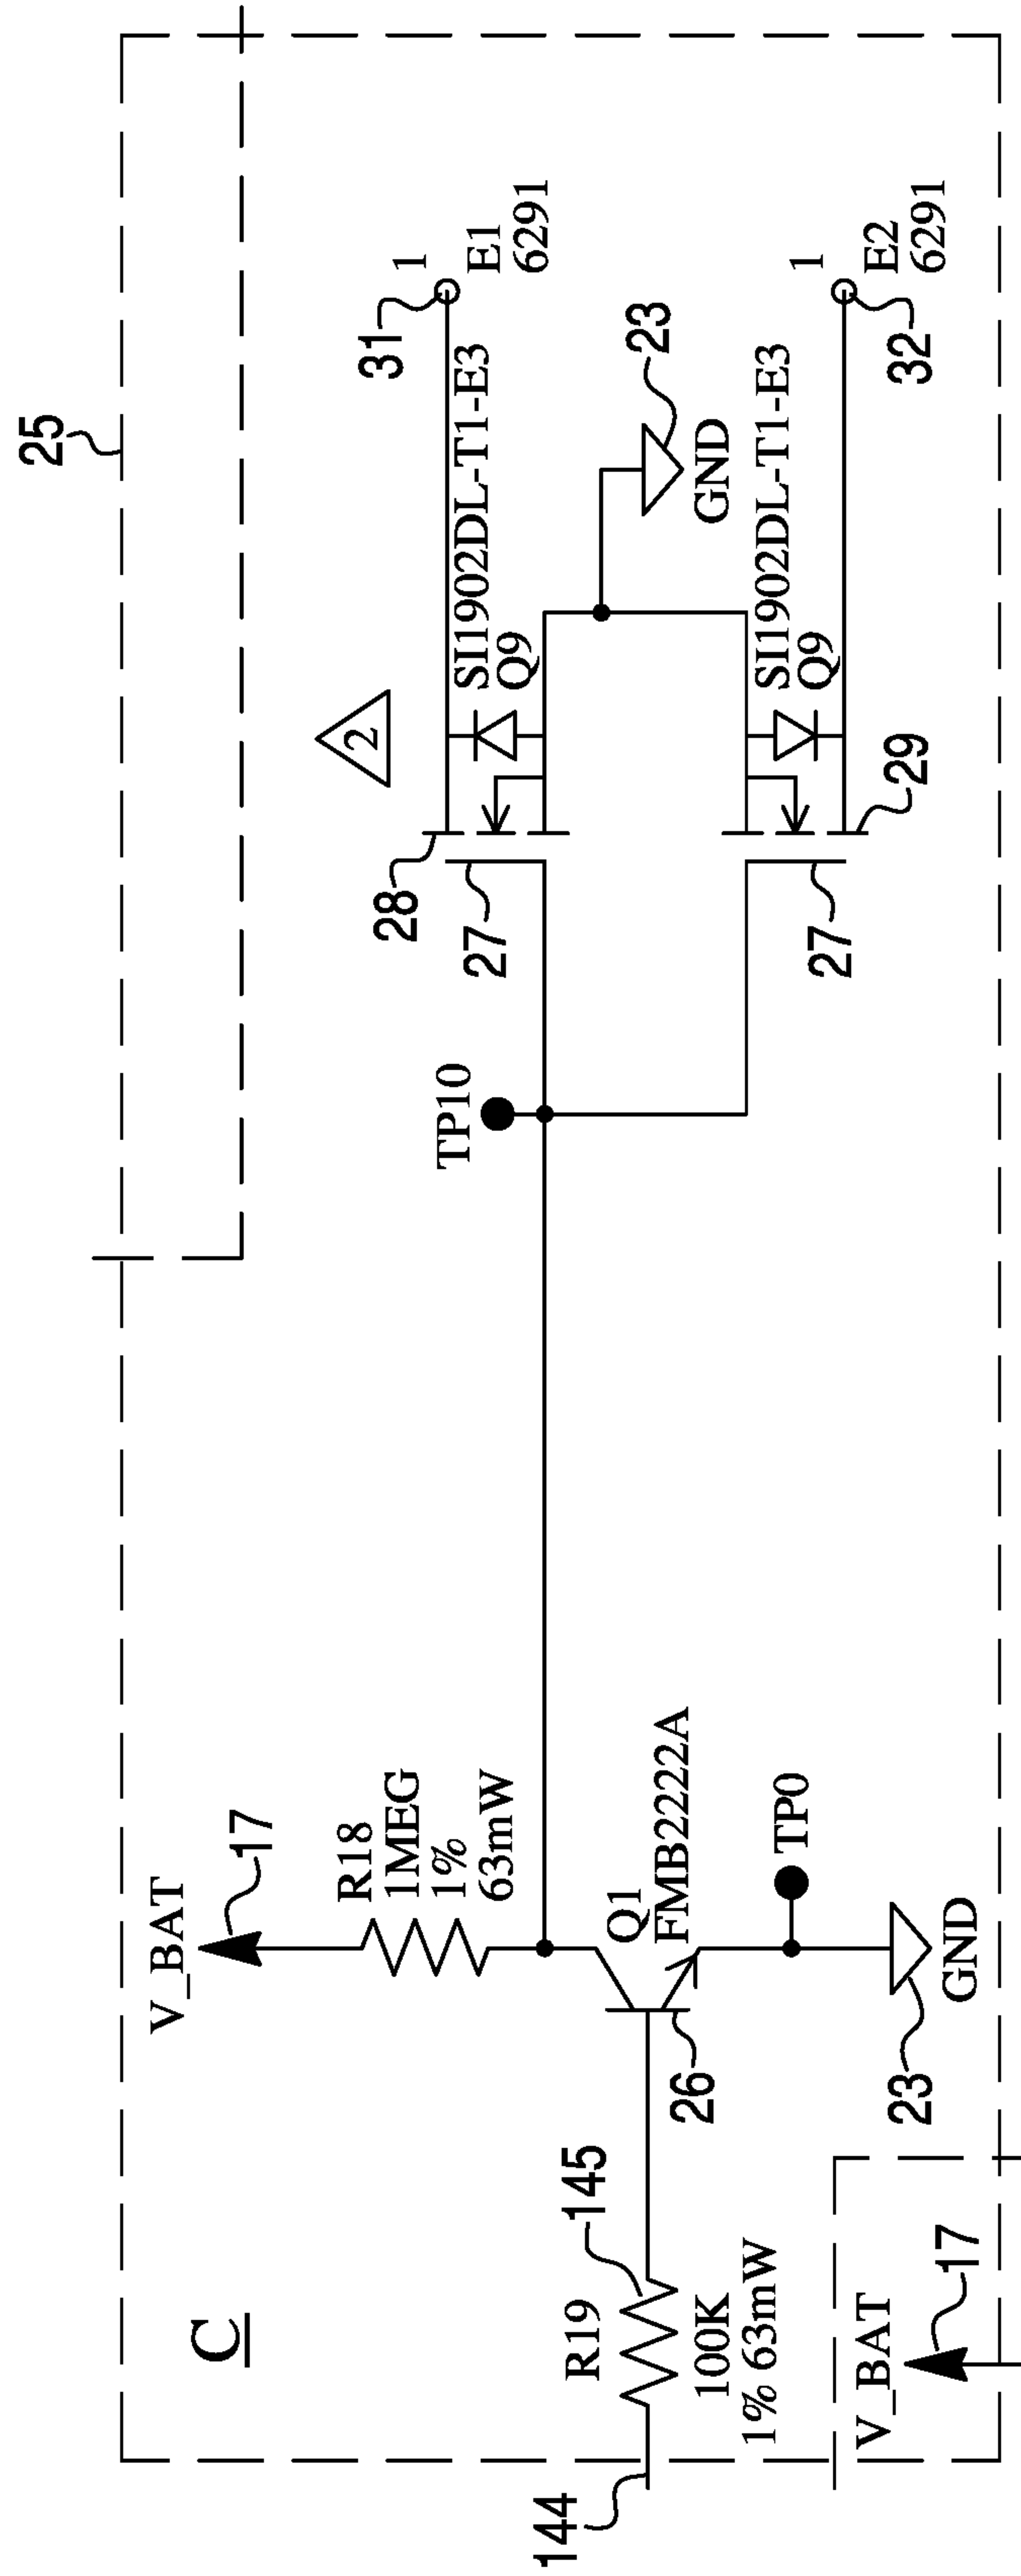 25
C
144
R19
100K
1% 63mW
145
V_BAT
17
V_BAT
17
R18
1MEG
1%
63mW
Q1
FMB2222A
26
TP0
23
GND
TP10
2
28
27
SI1902DL-T1-E3
Q9
31
1
E1
6291
23
GND
27
29
SI1902DL-T1-E3
Q9
32
1
E2
6291